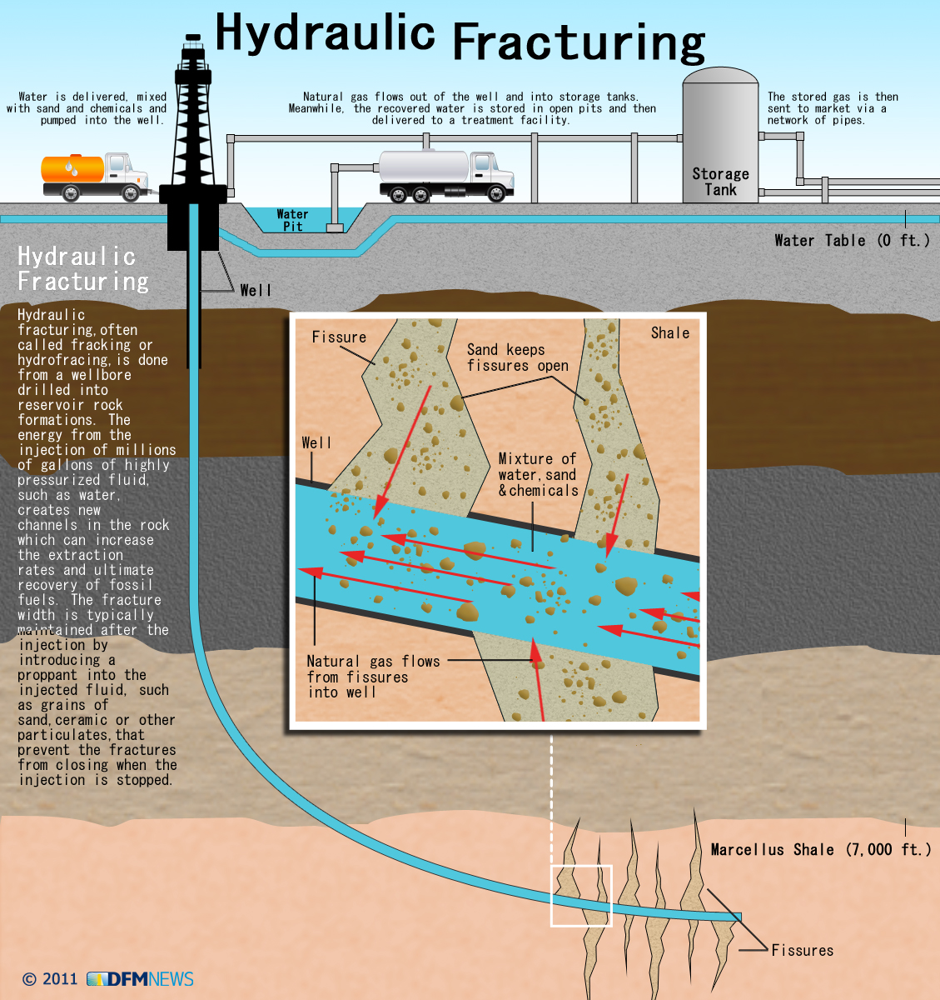 Hydraulic Fracturing
Water is delivered, mixed
with sand and chemicals and
pumped into the well.
Natural gas flows out of the well and into storage tanks.
Meanwhile, the recovered water is stored in open pits and then
delivered to a treatment facility.
The stored gas is then
sent to market via a
network of pipes.
Storage
Tank
Water
Pit
Water Table (0 ft.)
Hydraulic
Fracturing
Well
Hydraulic
fracturing, often
called fracking or
hydrofracing, is done
from a wellbore
drilled into
reservoir rock
formations. The
energy from the
injection of millions
of gallons of highly
pressurized fluid,
such as water,
creates new
channels in the rock
which can increase
the extraction
rates and ultimate
recovery of fossil
fuels. The fracture
width is typically
maintained after the
injection by
introducing a
proppant into the
injected fluid, such
as grains of
sand, ceramic or other
particulates, that
prevent the fractures
from closing when the
injection is stopped.
Fissure
Sand keeps
fissures open
Shale
Well
Mixture of
water, sand
& chemicals
Natural gas flows
from fissures
into well
Marcellus Shale (7,000 ft.)
Fissures
© 2011 DFMNEWS